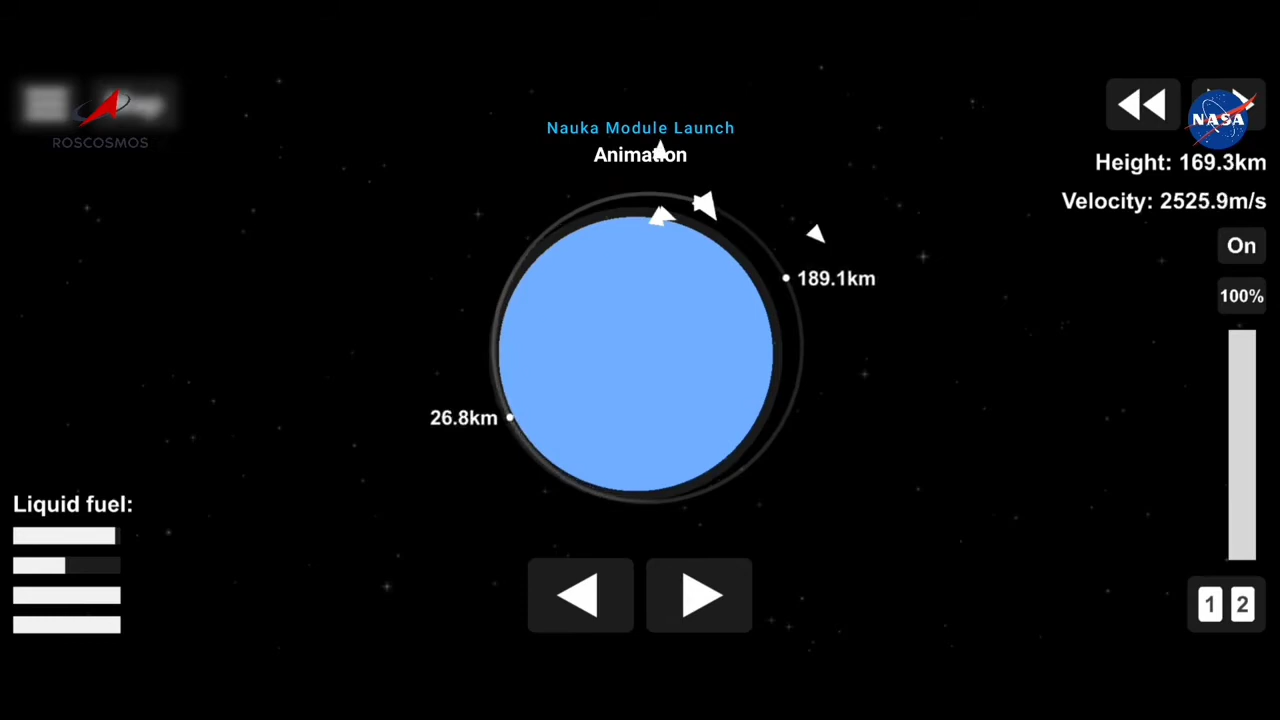 Nauka Module Launch
Animation
ROSCOSMOS
NASA
Height: 169.3km
Velocity: 2525.9m/s
On
100%
189.1km
26.8km
Liquid fuel:
1 2